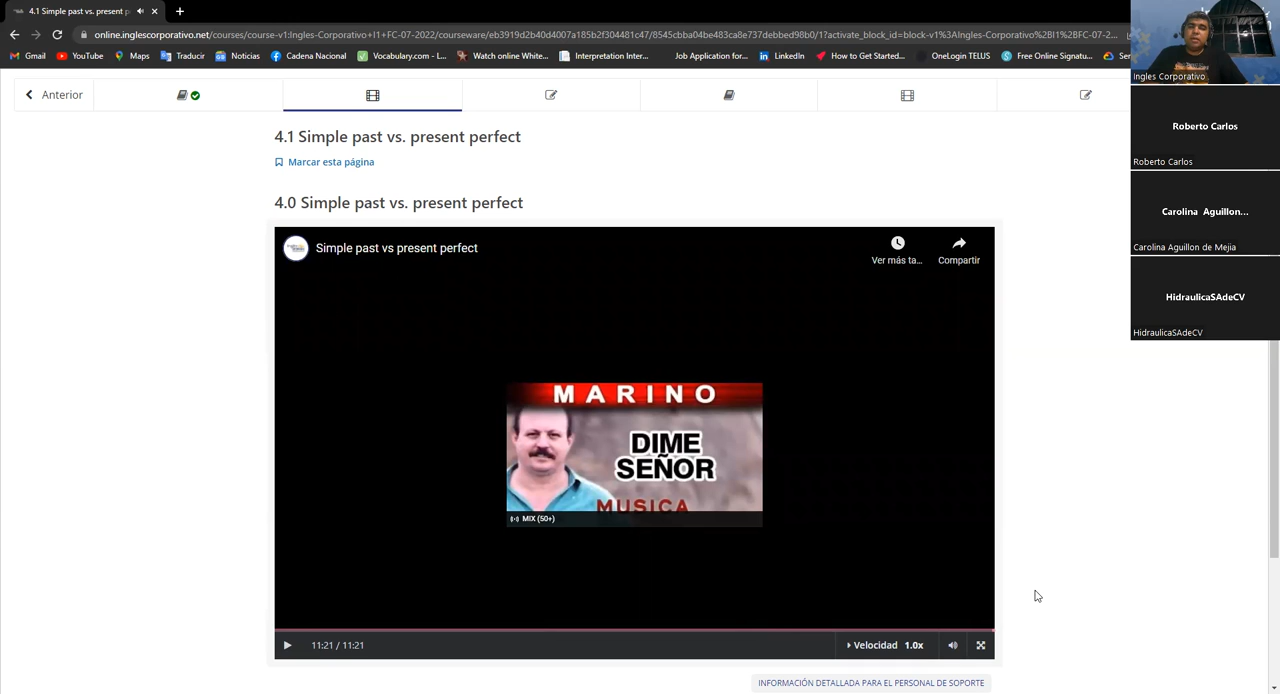 4.1 Simple past vs. present p
online.inglescorporativo.net/courses/course-v1:Ingles-Corporativo+I1+FC-07-2022/courseware/eb3919d2b40d4007a185b2f304481c47/8545cbba04be483ca8e737debbed98b0/1?activate_block_id=block-v1%3AIngles-Corporativo%2BI1%2BFC-07-2...
Gmail YouTube Maps Traducir Noticias Cadena Nacional Vocabulary.com - L... Watch online White... Interpretation Inter... Job Application for... LinkedIn How to Get Started... OneLogin TELUS Free Online Signatu... Se
Ingles Corporativo
Anterior
Roberto Carlos
Roberto Carlos
4.1 Simple past vs. present perfect
Marcar esta página
Carolina Aguillon...
Carolina Aguillon de Mejia
4.0 Simple past vs. present perfect
Simple past vs present perfect
Ver más ta...
Compartir
HidraulicaSAdeCV
HidraulicaSAdeCV
MARINO
DIME
SEÑOR
MUSICA
MIX (50+)
11:21 / 11:21
Velocidad 1.0x
INFORMACIÓN DETALLADA PARA EL PERSONAL DE SOPORTE